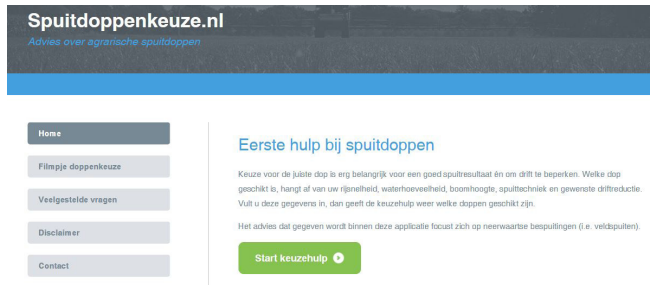 Spuitdoppenkeuze.nl
Advies over agrarische spuitdoppen
Home
Filmpje doppenkeuze
Veelgestelde vragen
Disclaimer
Contact
Eerste hulp bij spuitdoppen
Keuze voor de juiste dop is erg belangrijk voor een goed spuitresultaat én om drift te beperken. Welke dop
geschikt is, hangt af van uw rijsnelheid, waterhoeveelheid, boomhoogte, spuittechniek en gewenste driftreductie.
Vult u deze gegevens in, dan geeft de keuzehulp weer welke doppen geschikt zijn.
Het advies dat gegeven wordt binnen deze applicatie focust zich op neerwaartse bespuitingen (i.e. veldspuiten).
Start keuzehulp